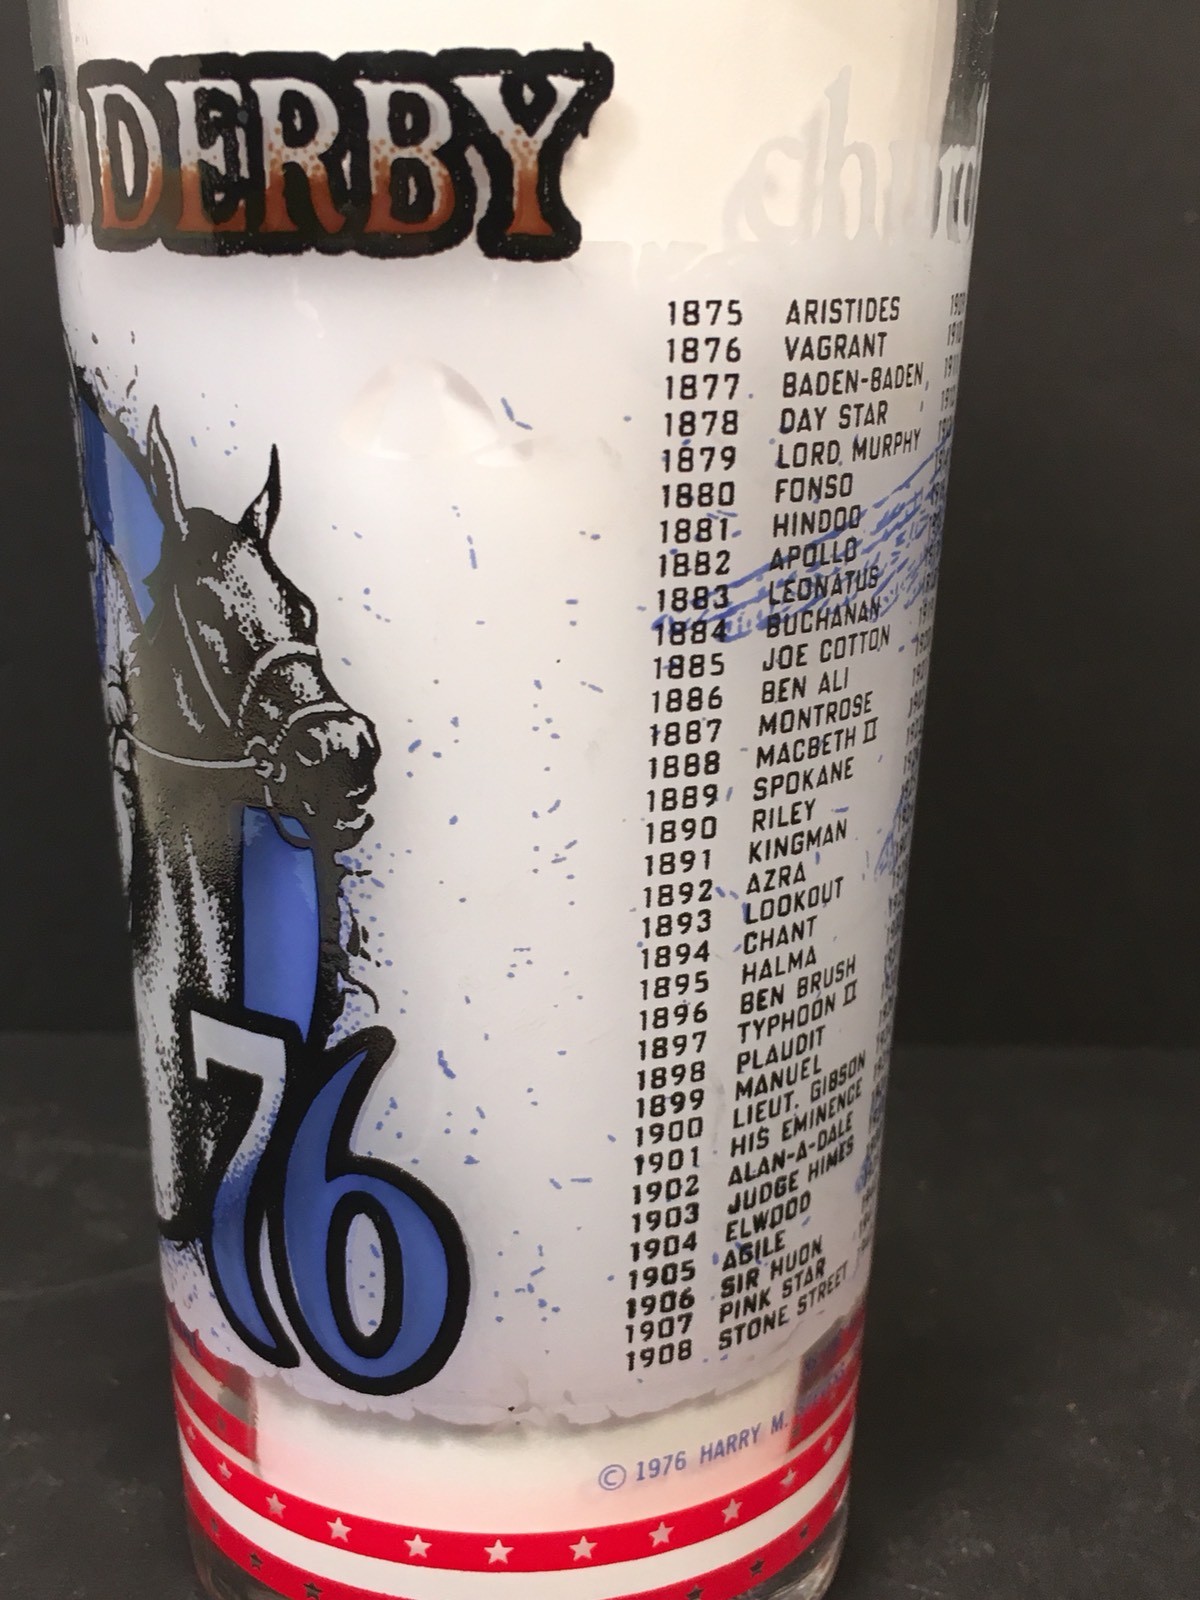 DERBY
1875 ARISTIDES
1876 VAGRANT
1877 BADEN-BADEN
1878 DAY STAR
1879 LORD MURPHY
1880 FONSO
1881 HINDOO
1882 APOLLO
1883 LEONATUS
1884 BUCHANAN
1885 JOE COTTON
1886 BEN ALI
1887 MONTROSE
1888 MACBETH II
1889 SPOKANE
1890 RILEY
1891 KINGMAN
1892 AZRA
1893 LOOKOUT
1894 CHANT
1895 HALMA
1896 BEN BRUSH
1897 TYPHOON II
1898 PLAUDIT
1899 MANUEL
1900 LIEUT. GIBSON
1901 HIS EMINENCE
1902 ALAN-A-DALE
1903 JUDGE HIMES
1904 ELWOOD
1905 AGILE
1906 SIR HUON
1907 PINK STAR
1908 STONE STREET
76
© 1976 HARRY M.